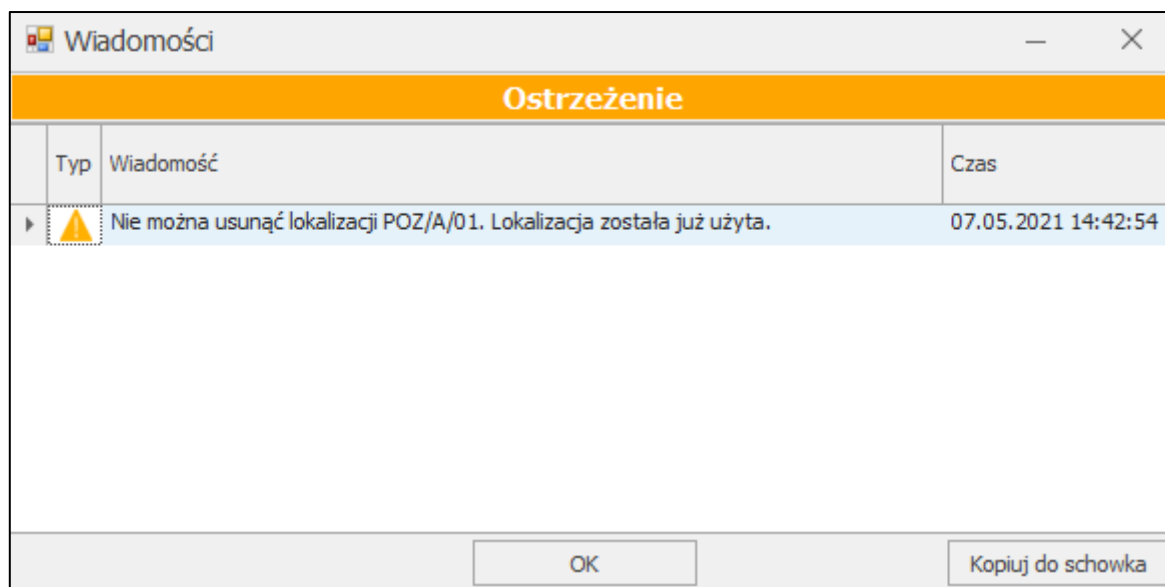 Wiadomości
Ostrzeżenie
Typ Wiadomość Czas
Nie można usunąć lokalizacji POZ/A/01. Lokalizacja została już użyta. 07.05.2021 14:42:54
OK Kopiuj do schowka